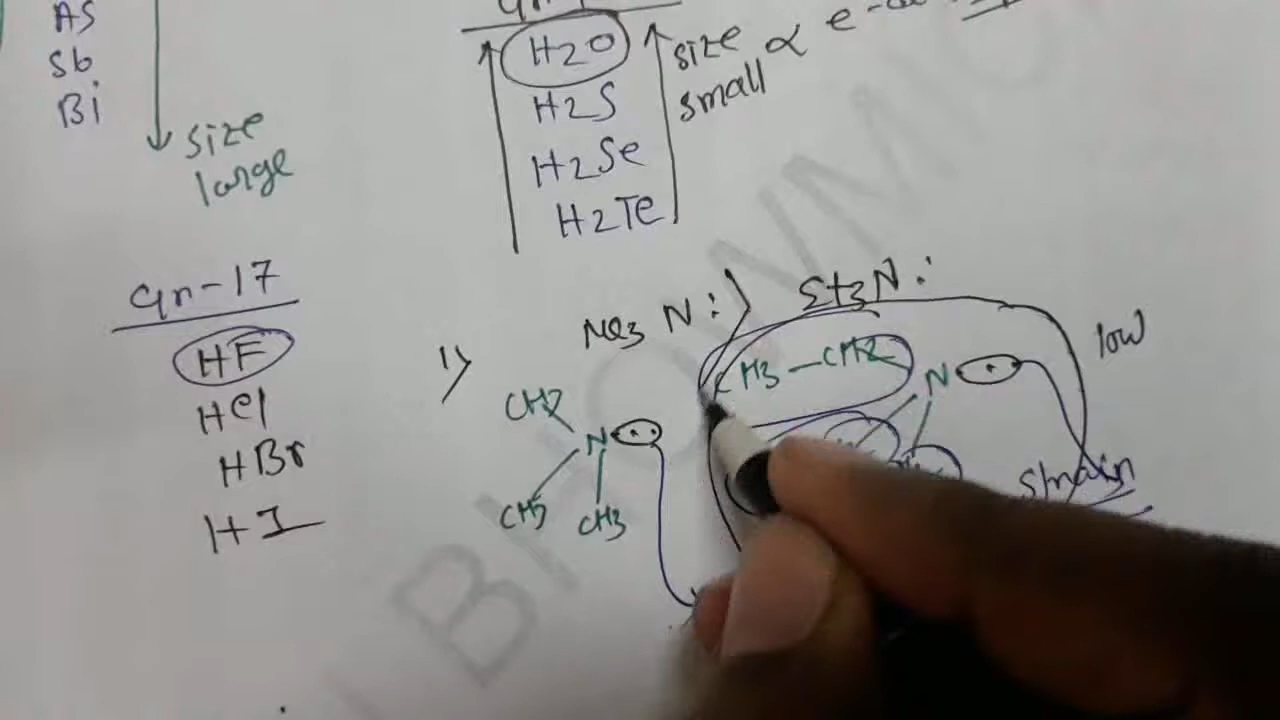 As
Sb
Bi
size
large
H2O
H2S
H2Se
H2Te
size ∝ e-
small
gn-17
HF
HCl
HBr
HI
1)
Me3 N: > Et3N:
CH3
N
CH3
CH3
CH3-CH2
N
low
strain